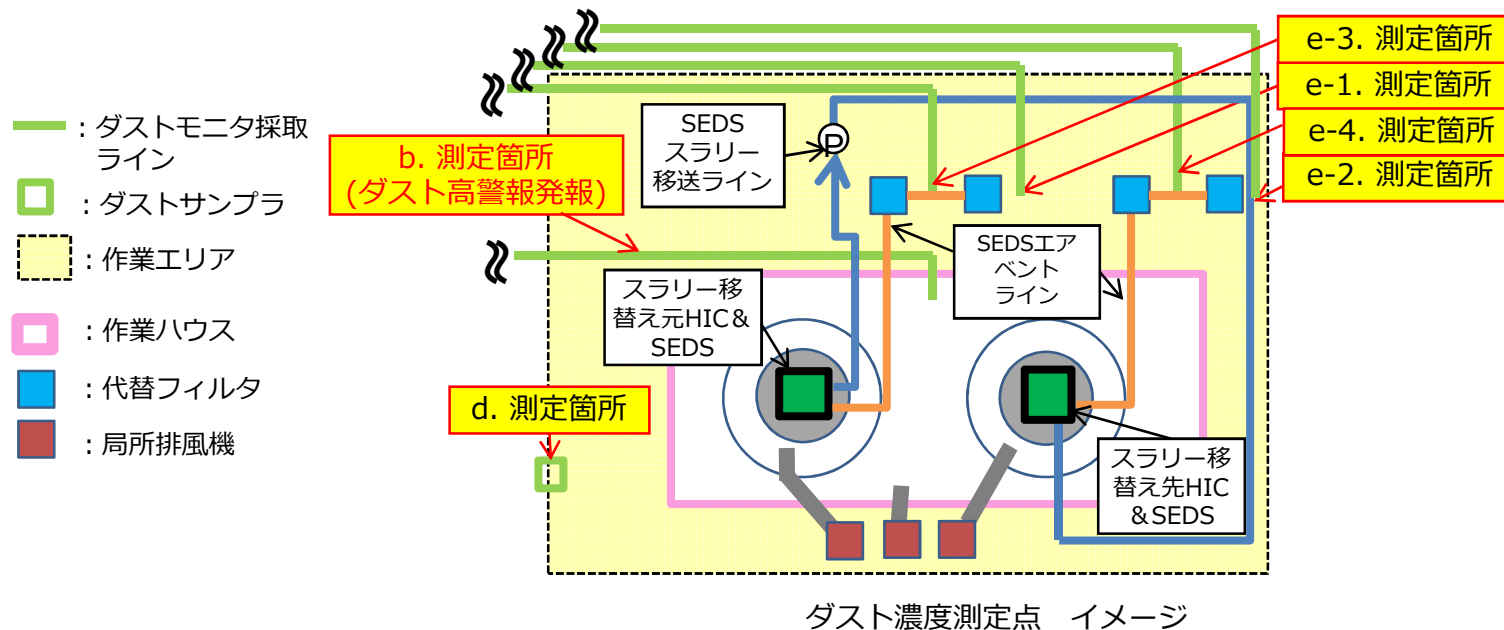 ：ダストモニタ採取
ライン
：ダストサンプラ
：作業エリア
：作業ハウス
：代替フィルタ
：局所排風機
b. 測定箇所
(ダスト高警報発報)
SEDS
スラリー
移送ライン
P
e-3. 測定箇所
e-1. 測定箇所
e-4. 測定箇所
e-2. 測定箇所
SEDSエア
ベント
ライン
スラリー移
替え元HIC＆
SEDS
d. 測定箇所
スラリー移
替え先HIC
＆SEDS
ダスト濃度測定点　イメージ